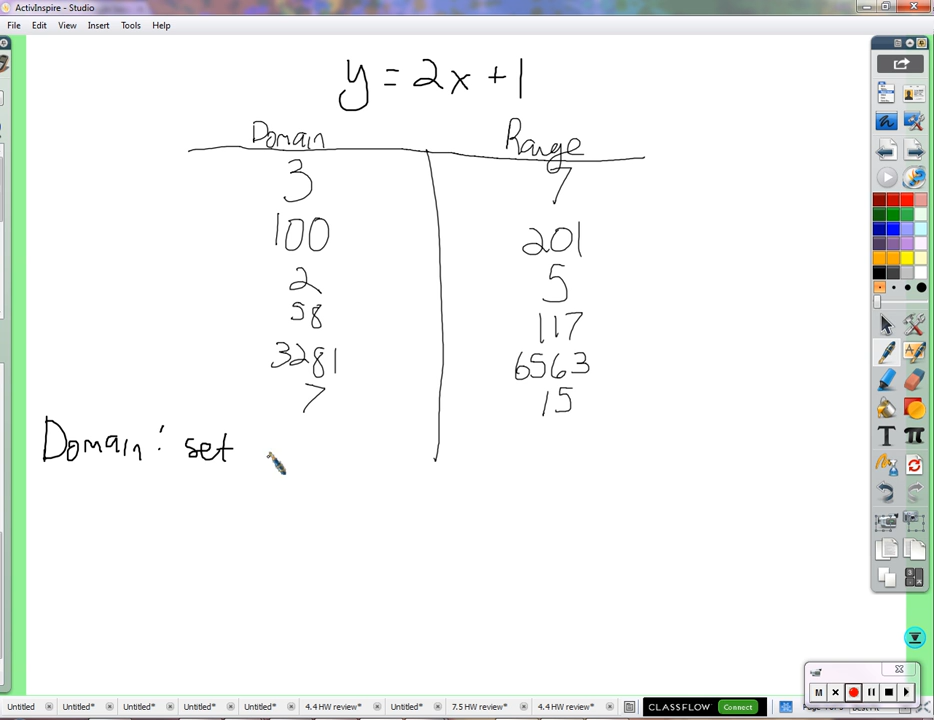 ActivInspire - Studio
File Edit View Insert Tools Help
y = 2x + 1
Domain Range
3 7
100 201
2 5
58 117
3281 6563
7 15
Domain: set
M
Untitled Untitled* Untitled* Untitled* Untitled* 4.4 HW review* Untitled* 7.5 HW review* 4.4 HW review* CLASSFLOW Connect